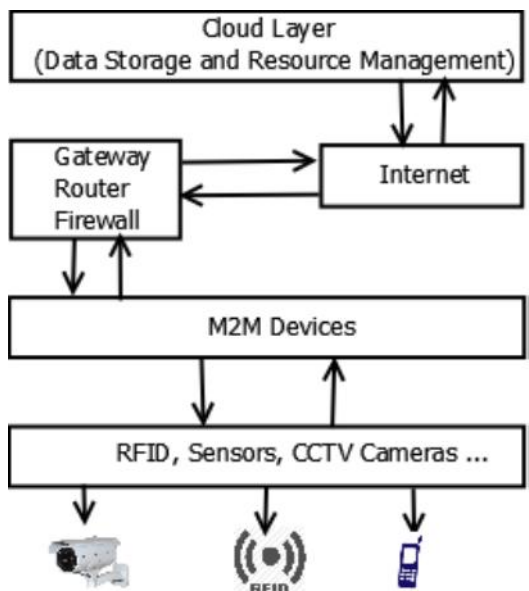 Cloud Layer
(Data Storage and Resource Management)
Gateway
Router
Firewall
Internet
M2M Devices
RFID, Sensors, CCTV Cameras ...
RFID